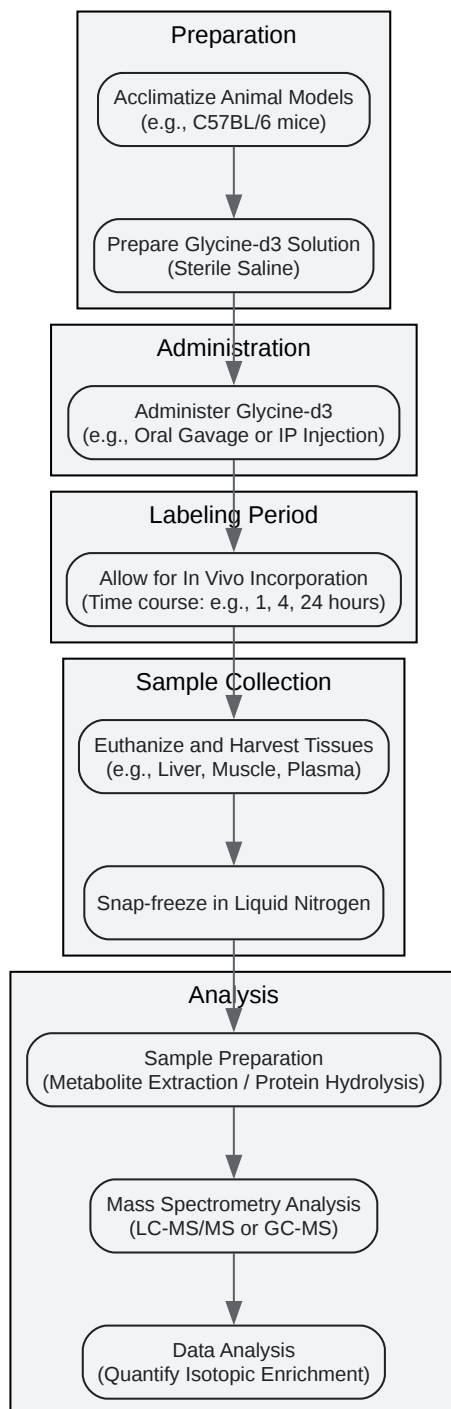 Preparation
Acclimatize Animal Models
(e.g., C57BL/6 mice)
Prepare Glycine-d3 Solution
(Sterile Saline)
Administration
Administer Glycine-d3
(e.g., Oral Gavage or IP Injection)
Labeling Period
Allow for In Vivo Incorporation
(Time course: e.g., 1, 4, 24 hours)
Sample Collection
Euthanize and Harvest Tissues
(e.g., Liver, Muscle, Plasma)
Snap-freeze in Liquid Nitrogen
Analysis
Sample Preparation
(Metabolite Extraction / Protein Hydrolysis)
Mass Spectrometry Analysis
(LC-MS/MS or GC-MS)
Data Analysis
(Quantify Isotopic Enrichment)